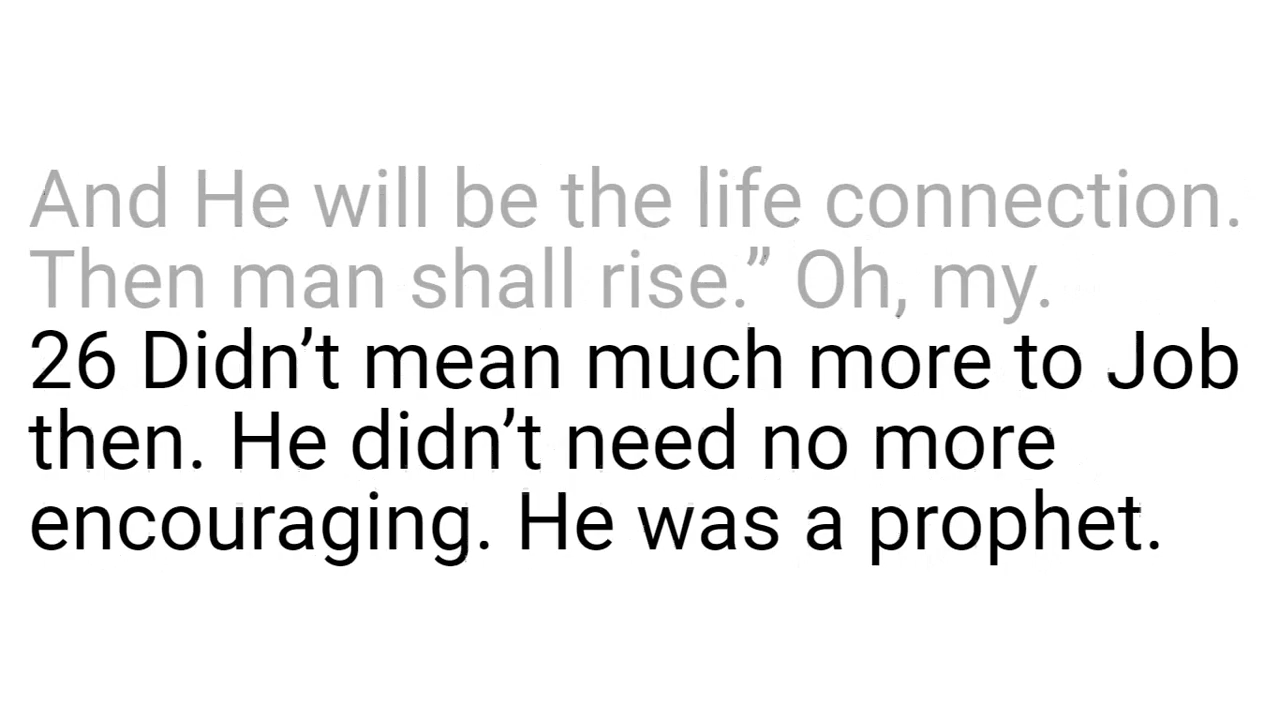 And He will be the life connection.
Then man shall rise.” Oh, my.
26 Didn’t mean much more to Job
then. He didn’t need no more
encouraging. He was a prophet.